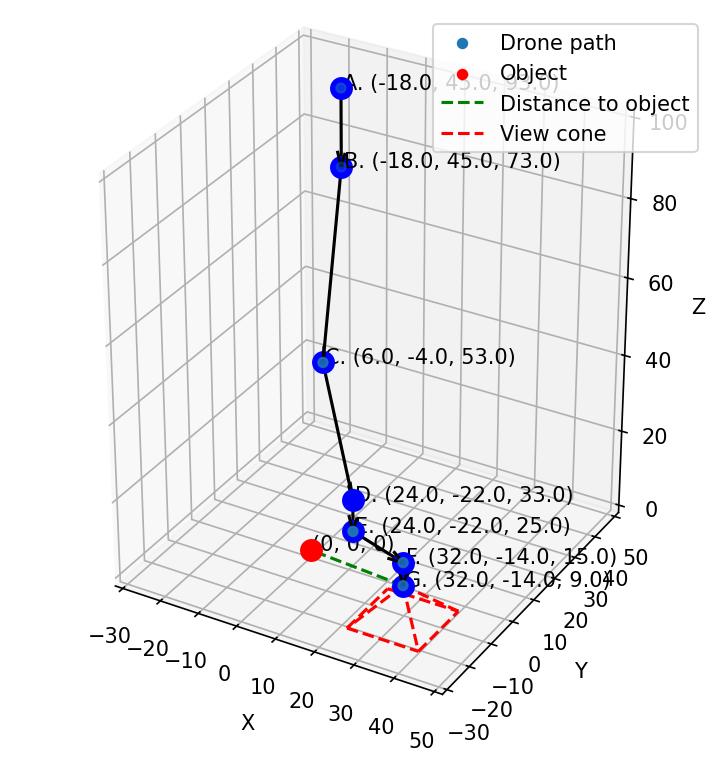 Drone path
Object
Distance to object
View cone
A. (-18.0, 45.0, 93.0)
B. (-18.0, 45.0, 73.0)
C. (6.0, -4.0, 53.0)
D. (24.0, -22.0, 33.0)
E. (24.0, -22.0, 25.0)
(0, 0, 0)
F. (32.0, -14.0, 15.0)
G. (32.0, -14.0, 9.0)
100
80
60
40
20
0
Z
50
40
30
20
10
0
−10
−20
−30
Y
−30
−20
−10
0
10
20
30
40
50
X